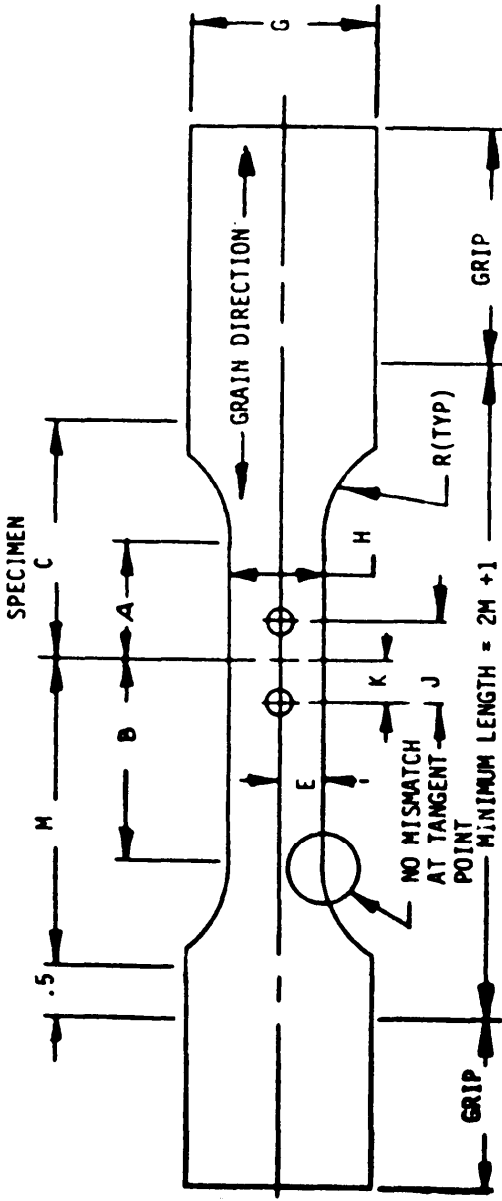 SPECIMEN
C
M
.5
A
B
G
GRAIN DIRECTION
H
E
K
J
R(TYP)
NO MISMATCH
AT TANGENT
POINT
MINIMUM LENGTH = 2M +1
GRIP
GRIP